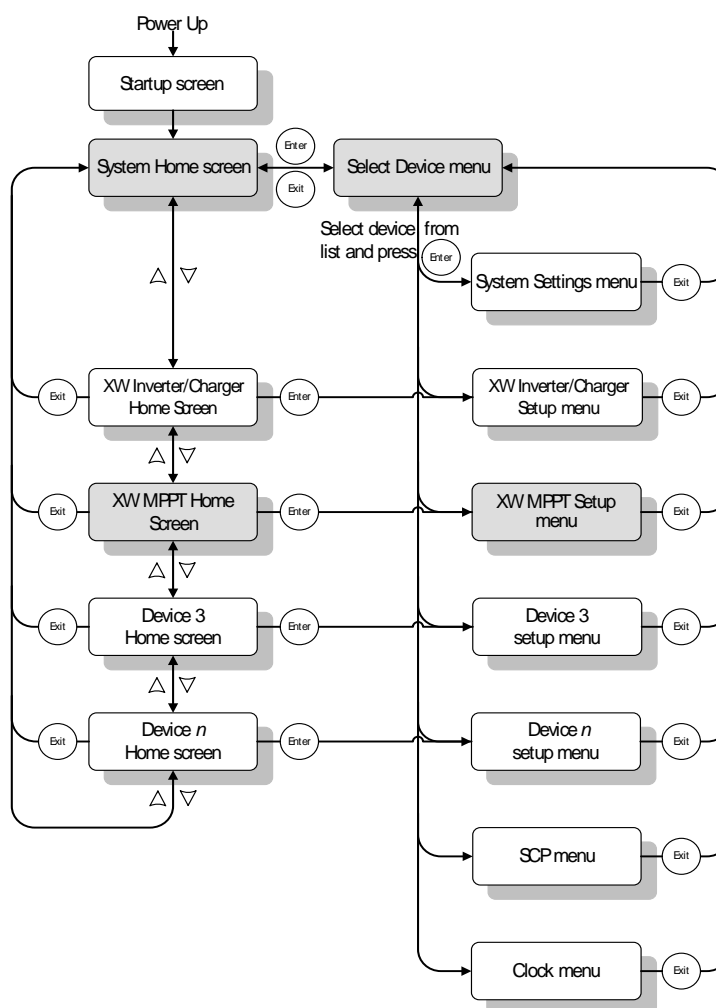 Power Up
Startup screen
System Home screen
Enter
Exit
Select Device menu
Select device from
list and press
Enter
System Settings menu
Exit
Exit
XW Inverter/Charger
Home Screen
Enter
XW Inverter/Charger
Setup menu
Exit
Exit
XW MPPT Home
Screen
Enter
XW MPPT Setup
menu
Exit
Exit
Device 3
Home screen
Enter
Device 3
setup menu
Exit
Exit
Device n
Home screen
Enter
Device n
setup menu
Exit
SCP menu
Exit
Clock menu
Exit